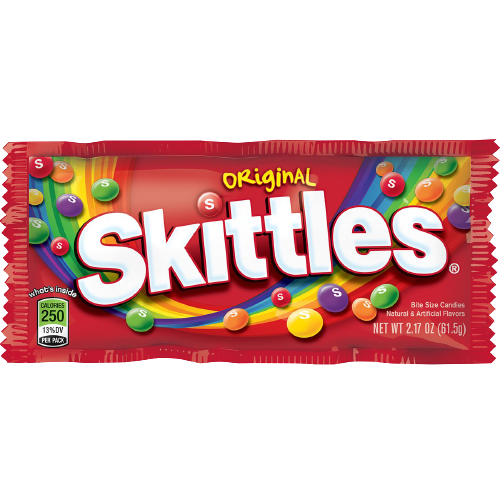 ORiginAL
Skittles®
what's inside
CALORIES
250
13%DV
PER PACK
Bite Size Candies
Natural & Artificial Flavors
NET WT 2.17 OZ (61.5g)